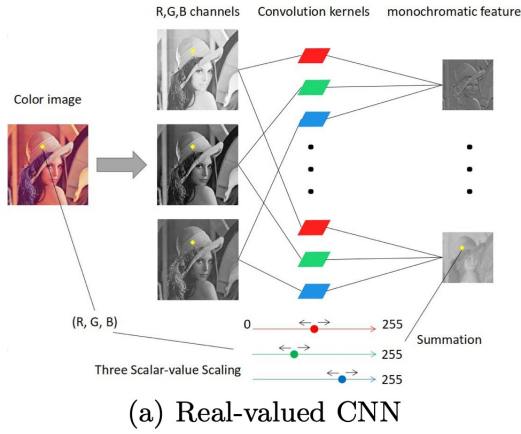 R,G,B channels
Convolution kernels
monochromatic feature
Color image
(R, G, B)
0
255
255
255
Summation
Three Scalar-value Scaling
(a) Real-valued CNN